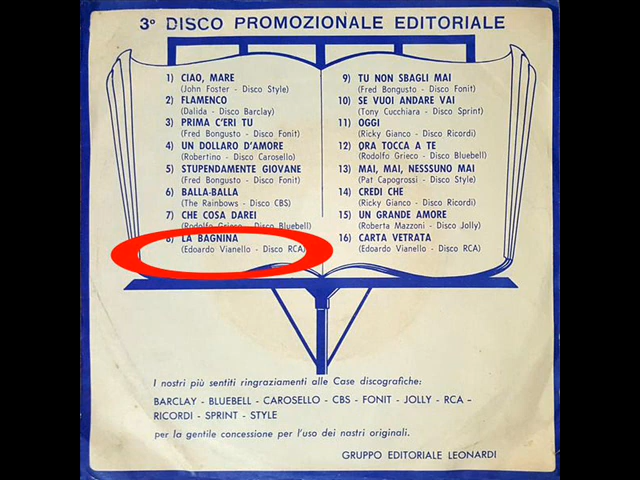 3º DISCO PROMOZIONALE EDITORIALE
1) CIAO, MARE
(John Foster - Disco Style)
2) FLAMENCO
(Dalida - Disco Barclay)
3) PRIMA C'ERI TU
(Fred Bongusto - Disco Fonit)
4) UN DOLLARO D'AMORE
(Robertino - Disco Carosello)
5) STUPENDAMENTE GIOVANE
(Fred Bongusto - Disco Fonit)
6) BALLA-BALLA
(The Rainbows - Disco CBS)
7) CHE COSA DAREI
(Rodolfo Grieco - Disco Bluebell)
8) LA BAGNINA
(Edoardo Vianello - Disco RCA)
9) TU NON SBAGLI MAI
(Fred Bongusto - Disco Fonit)
10) SE VUOI ANDARE VAI
(Tony Cucchiara - Disco Sprint)
11) OGGI
(Ricky Gianco - Disco Ricordi)
12) ORA TOCCA A TE
(Rodolfo Grieco - Disco Bluebell)
13) MAI, MAI, NESSSUNO MAI
(Pat Capogrossi - Disco Style)
14) CREDI CHE
(Ricky Gianco - Disco Ricordi)
15) UN GRANDE AMORE
(Roberta Mazzoni - Disco Jolly)
16) CARTA VETRATA
(Edoardo Vianello - Disco RCA)
I nostri più sentiti ringraziamenti alle Case discografiche:
BARCLAY - BLUEBELL - CAROSELLO - CBS - FONIT - JOLLY - RCA -
RICORDI - SPRINT - STYLE
per la gentile concessione per l'uso dei nostri originali.
GRUPPO EDITORIALE LEONARDI